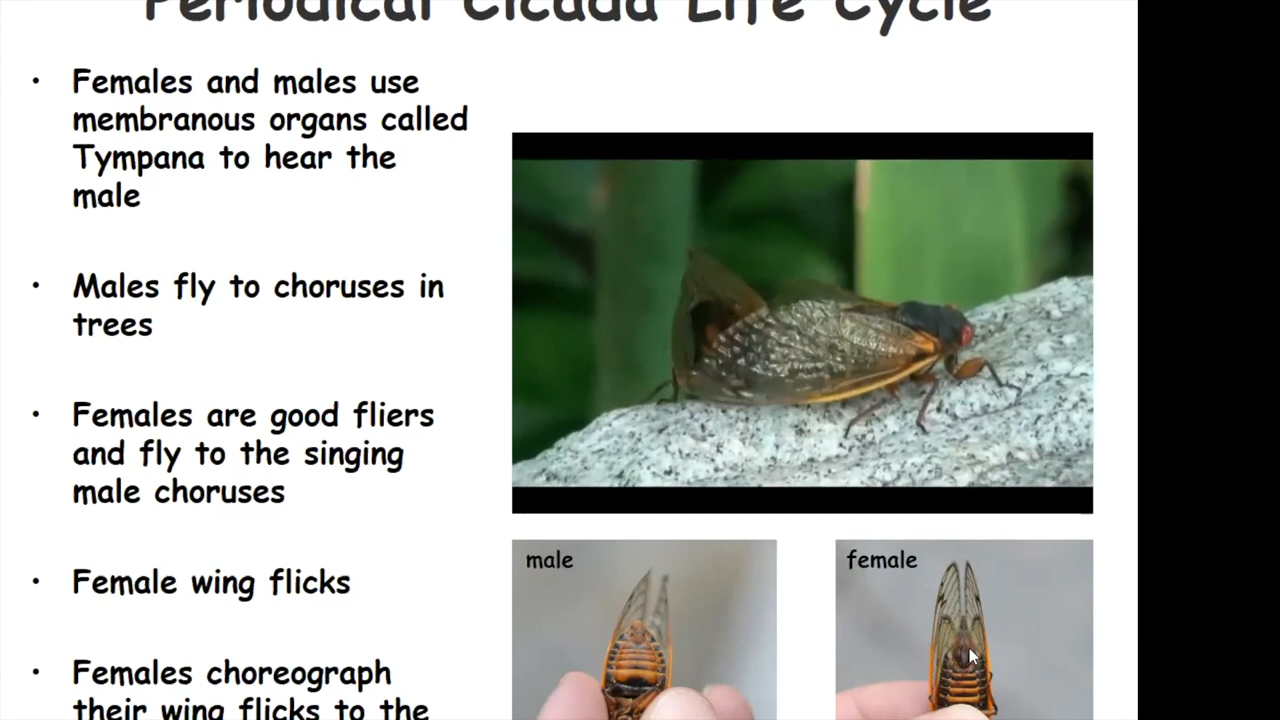 Periodical Cicada Life Cycle
• Females and males use
membranous organs called
Tympana to hear the
male
• Males fly to choruses in
trees
• Females are good fliers
and fly to the singing
male choruses
• Female wing flicks
• Females choreograph
their wing flicks to the
male
female